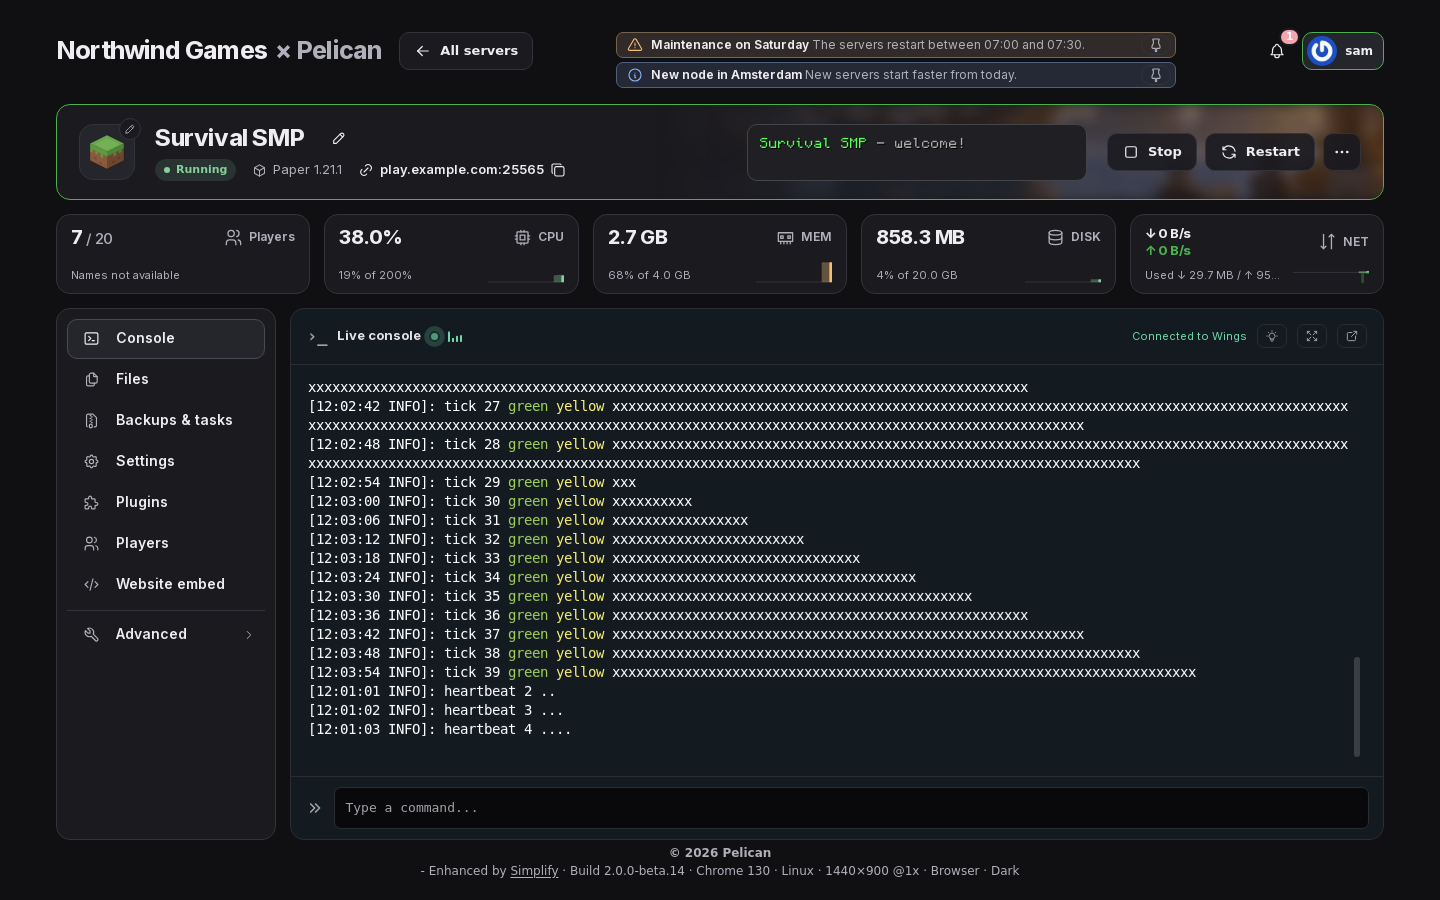 Northwind Games × Pelican
All servers
Maintenance on Saturday The servers restart between 07:00 and 07:30.
New node in Amsterdam New servers start faster from today.
1
sam
Survival SMP
Running
Paper 1.21.1
play.example.com:25565
Survival SMP - welcome!
Stop
Restart
7 / 20
Players
Names not available
38.0%
CPU
19% of 200%
2.7 GB
MEM
68% of 4.0 GB
858.3 MB
DISK
4% of 20.0 GB
↓ 0 B/s
↑ 0 B/s
NET
Used ↓ 29.7 MB / ↑ 95...
Console
Files
Backups & tasks
Settings
Plugins
Players
Website embed
Advanced
Live console
Connected to Wings
xxxxxxxxxxxxxxxxxxxxxxxxxxxxxxxxxxxxxxxxxxxxxxxxxxxxxxxxxxxxxxxxxxxxxxxxxxxxxxxxxxxxxxxxxx
[12:02:42 INFO]: tick 27 green yellow xxxxxxxxxxxxxxxxxxxxxxxxxxxxxxxxxxxxxxxxxxxxxxxxxxxxxxxxxxxxxxxxxxxxxxxxxxxxxxxxxxxxxxxxxxxx
xxxxxxxxxxxxxxxxxxxxxxxxxxxxxxxxxxxxxxxxxxxxxxxxxxxxxxxxxxxxxxxxxxxxxxxxxxxxxxxxxxxxxxxxxxxxxxxxx
[12:02:48 INFO]: tick 28 green yellow xxxxxxxxxxxxxxxxxxxxxxxxxxxxxxxxxxxxxxxxxxxxxxxxxxxxxxxxxxxxxxxxxxxxxxxxxxxxxxxxxxxxxxxxxxxx
xxxxxxxxxxxxxxxxxxxxxxxxxxxxxxxxxxxxxxxxxxxxxxxxxxxxxxxxxxxxxxxxxxxxxxxxxxxxxxxxxxxxxxxxxxxxxxxxxxxxxxxx
[12:02:54 INFO]: tick 29 green yellow xxx
[12:03:00 INFO]: tick 30 green yellow xxxxxxxxxx
[12:03:06 INFO]: tick 31 green yellow xxxxxxxxxxxxxxxxx
[12:03:12 INFO]: tick 32 green yellow xxxxxxxxxxxxxxxxxxxxxxxx
[12:03:18 INFO]: tick 33 green yellow xxxxxxxxxxxxxxxxxxxxxxxxxxxxxxx
[12:03:24 INFO]: tick 34 green yellow xxxxxxxxxxxxxxxxxxxxxxxxxxxxxxxxxxxxxx
[12:03:30 INFO]: tick 35 green yellow xxxxxxxxxxxxxxxxxxxxxxxxxxxxxxxxxxxxxxxxxxxxx
[12:03:36 INFO]: tick 36 green yellow xxxxxxxxxxxxxxxxxxxxxxxxxxxxxxxxxxxxxxxxxxxxxxxxxxxx
[12:03:42 INFO]: tick 37 green yellow xxxxxxxxxxxxxxxxxxxxxxxxxxxxxxxxxxxxxxxxxxxxxxxxxxxxxxxxxxx
[12:03:48 INFO]: tick 38 green yellow xxxxxxxxxxxxxxxxxxxxxxxxxxxxxxxxxxxxxxxxxxxxxxxxxxxxxxxxxxxxxxxxxx
[12:03:54 INFO]: tick 39 green yellow xxxxxxxxxxxxxxxxxxxxxxxxxxxxxxxxxxxxxxxxxxxxxxxxxxxxxxxxxxxxxxxxxxxxxxxxx
[12:01:01 INFO]: heartbeat 2 ..
[12:01:02 INFO]: heartbeat 3 ...
[12:01:03 INFO]: heartbeat 4 ....
Type a command...
© 2026 Pelican
- Enhanced by Simplify · Build 2.0.0-beta.14 · Chrome 130 · Linux · 1440×900 @1x · Browser · Dark